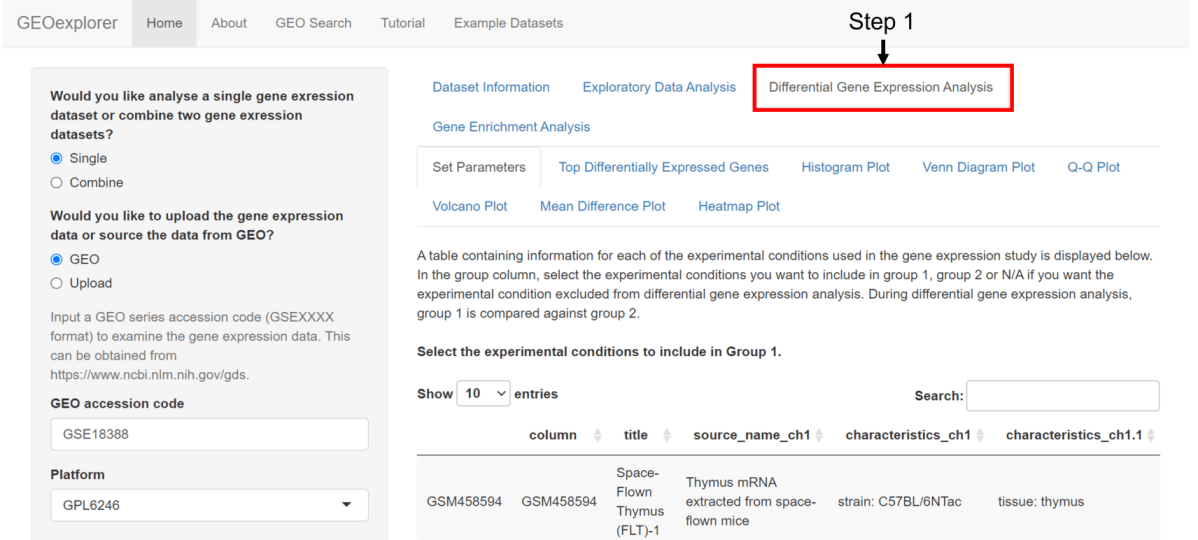 GEOexplorer Home About GEO Search Tutorial Example Datasets
Step 1
Would you like analyse a single gene exression
dataset or combine two gene exression
datasets?
Single
Combine
Would you like to upload the gene expression
data or source the data from GEO?
GEO
Upload
Input a GEO series accession code (GSEXXXX
format) to examine the gene expression data. This
can be obtained from
https://www.ncbi.nlm.nih.gov/gds.
GEO accession code
GSE18388
Platform
GPL6246
Dataset Information Exploratory Data Analysis Differential Gene Expression Analysis
Gene Enrichment Analysis
Set Parameters Top Differentially Expressed Genes Histogram Plot Venn Diagram Plot Q-Q Plot
Volcano Plot Mean Difference Plot Heatmap Plot
A table containing information for each of the experimental conditions used in the gene expression study is displayed below.
In the group column, select the experimental conditions you want to include in group 1, group 2 or N/A if you want the
experimental condition excluded from differential gene expression analysis. During differential gene expression analysis,
group 1 is compared against group 2.
Select the experimental conditions to include in Group 1.
Show 10 entries Search:
column title source_name_ch1 characteristics_ch1 characteristics_ch1.1
GSM458594 GSM458594 Space-
Flown
Thymus
(FLT)-1
Thymus mRNA
extracted from space-
flown mice
strain: C57BL/6NTac tissue: thymus